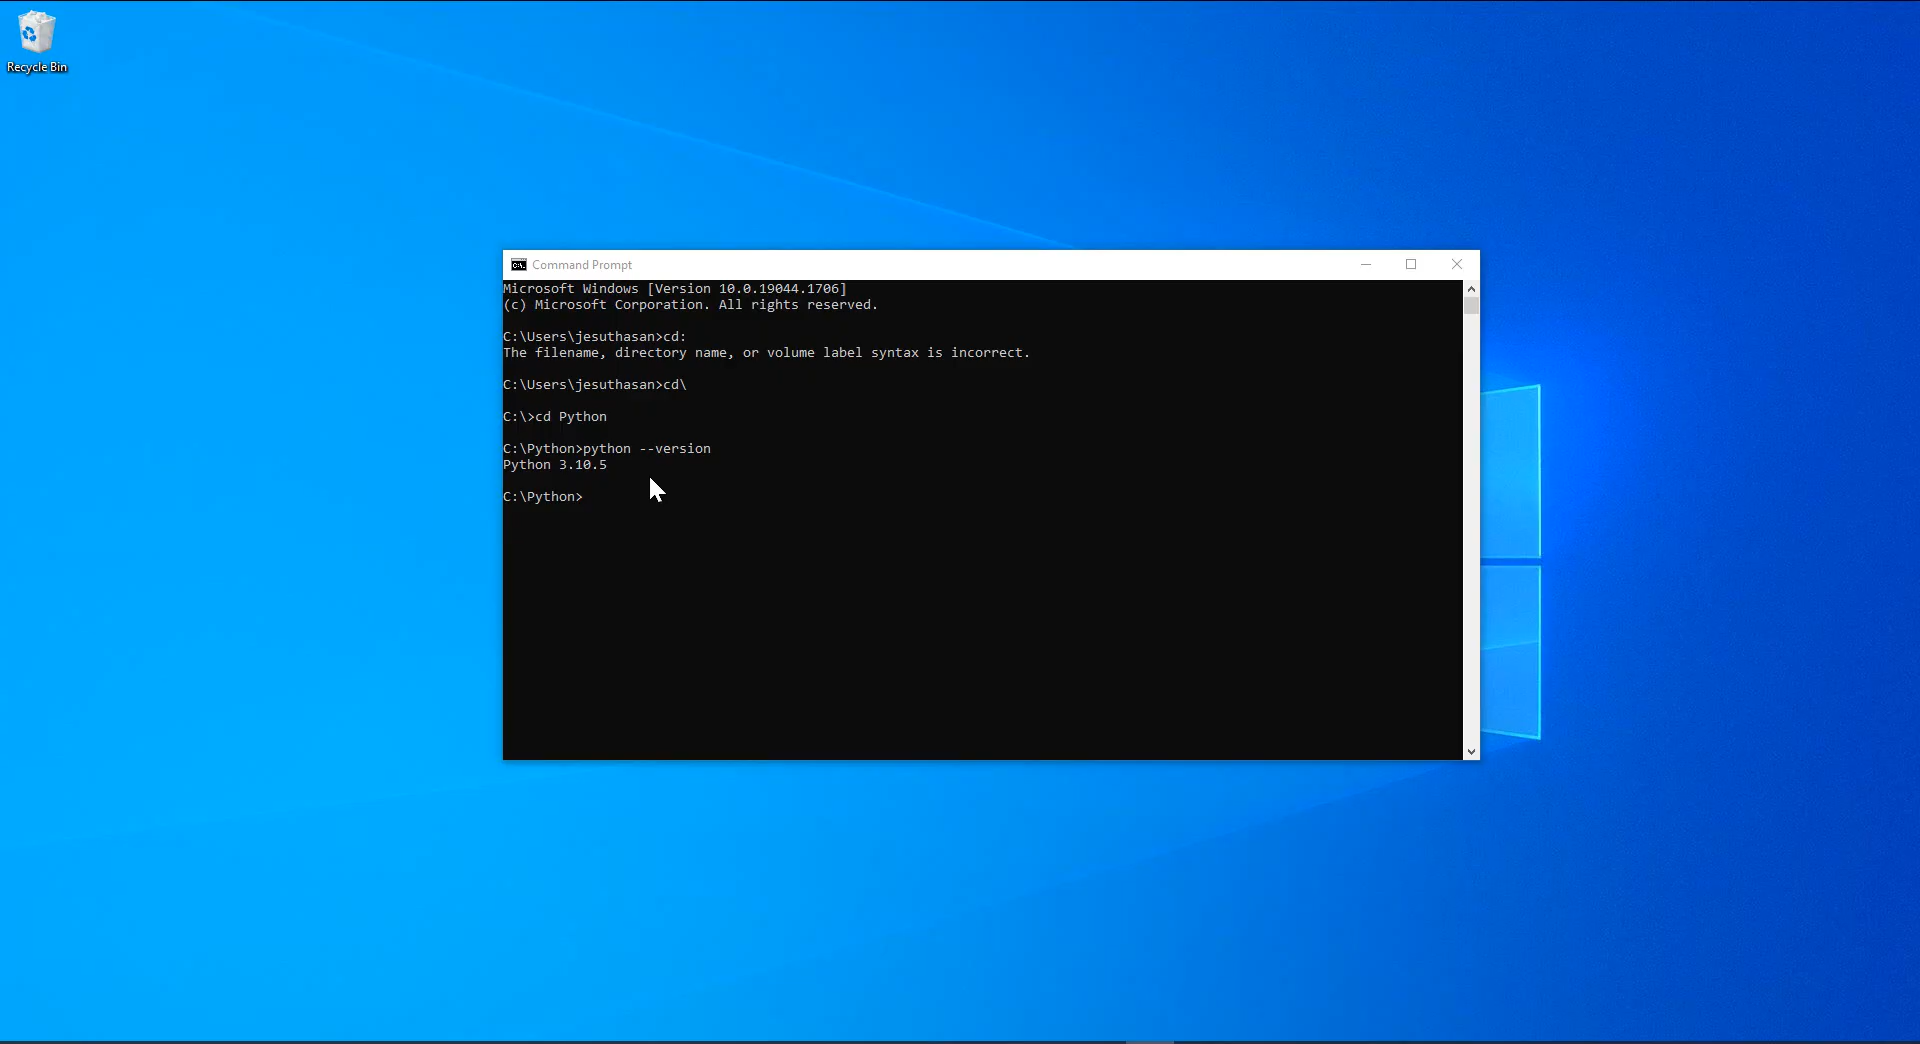 Recycle Bin
Command Prompt
Microsoft Windows [Version 10.0.19044.1706]
(c) Microsoft Corporation. All rights reserved.
C:\Users\jesuthasan>cd:
The filename, directory name, or volume label syntax is incorrect.
C:\Users\jesuthasan>cd\
C:\>cd Python
C:\Python>python --version
Python 3.10.5
C:\Python>